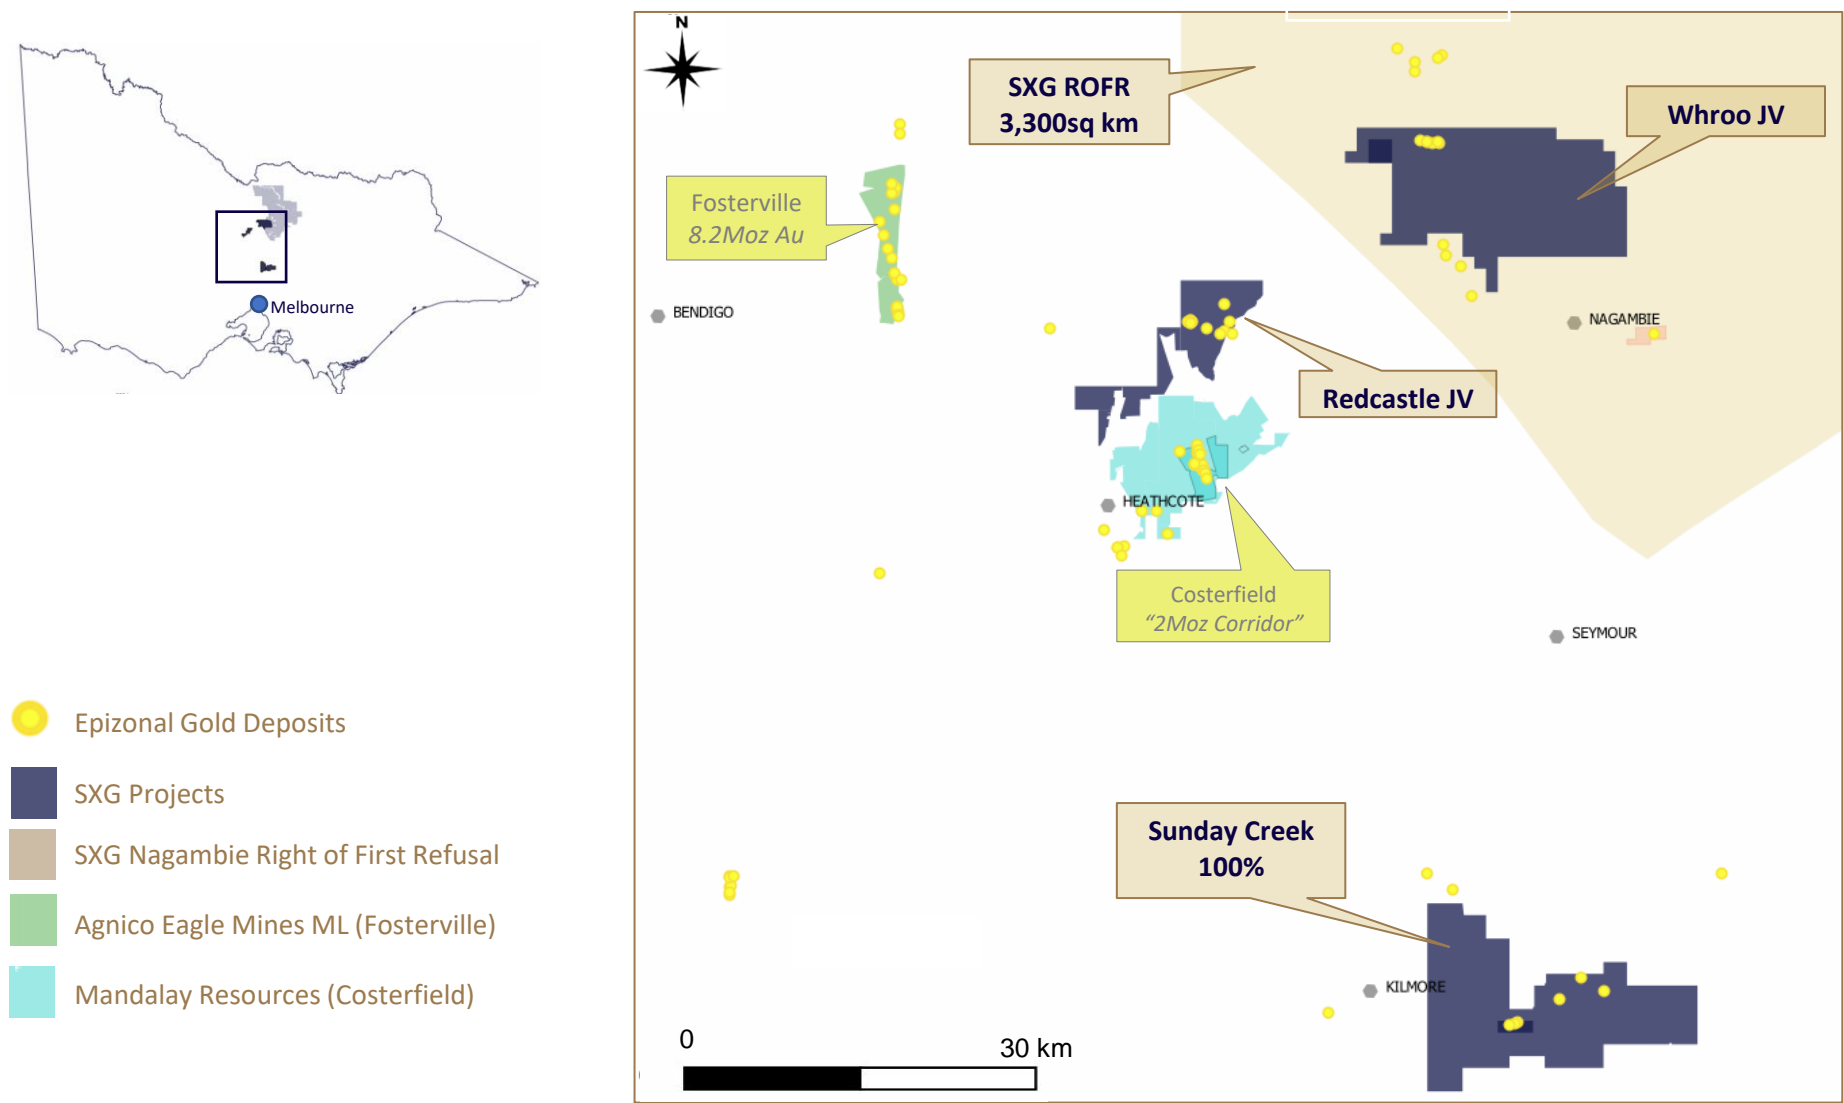 N
SXG ROFR
3,300sq km
Whroo JV
Fosterville
8.2Moz Au
Melbourne
BENDIGO
NAGAMBIE
Redcastle JV
HEATHCOTE
Costerfield
“2Moz Corridor”
SEYMOUR
Epizonal Gold Deposits
SXG Projects
SXG Nagambie Right of First Refusal
Agnico Eagle Mines ML (Fosterville)
Mandalay Resources (Costerfield)
Sunday Creek
100%
KILMORE
0
30 km